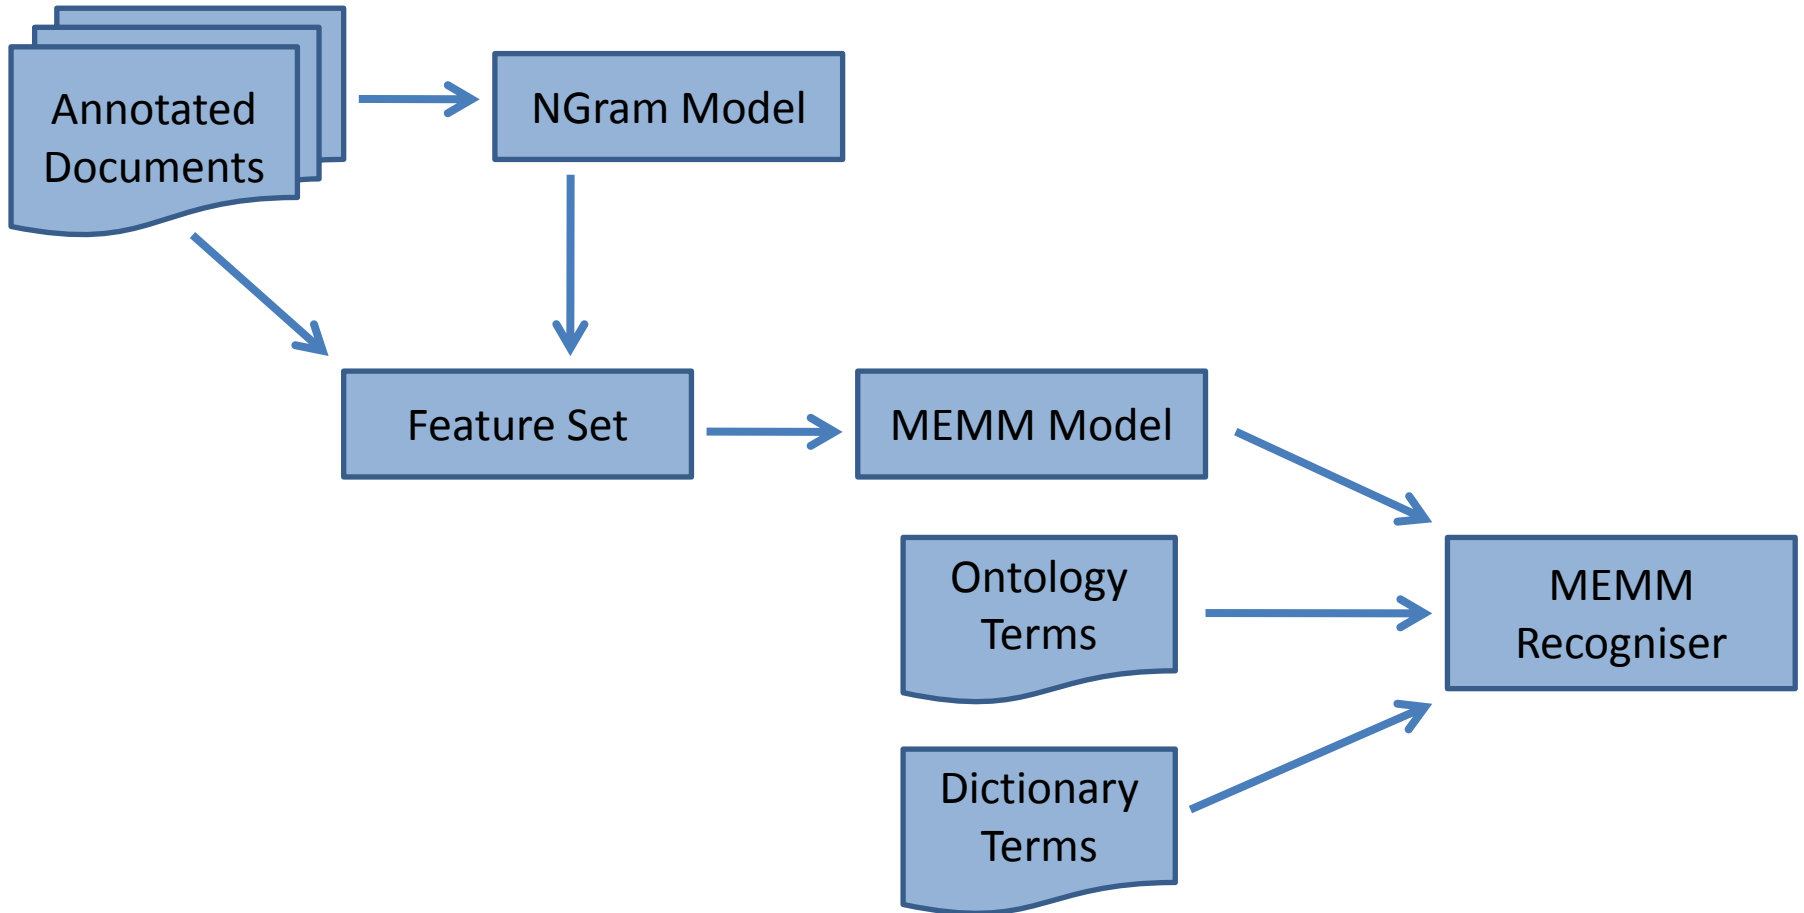 Annotated
Documents
NGram Model
Feature Set
MEMM Model
Ontology
Terms
MEMM
Recogniser
Dictionary
Terms